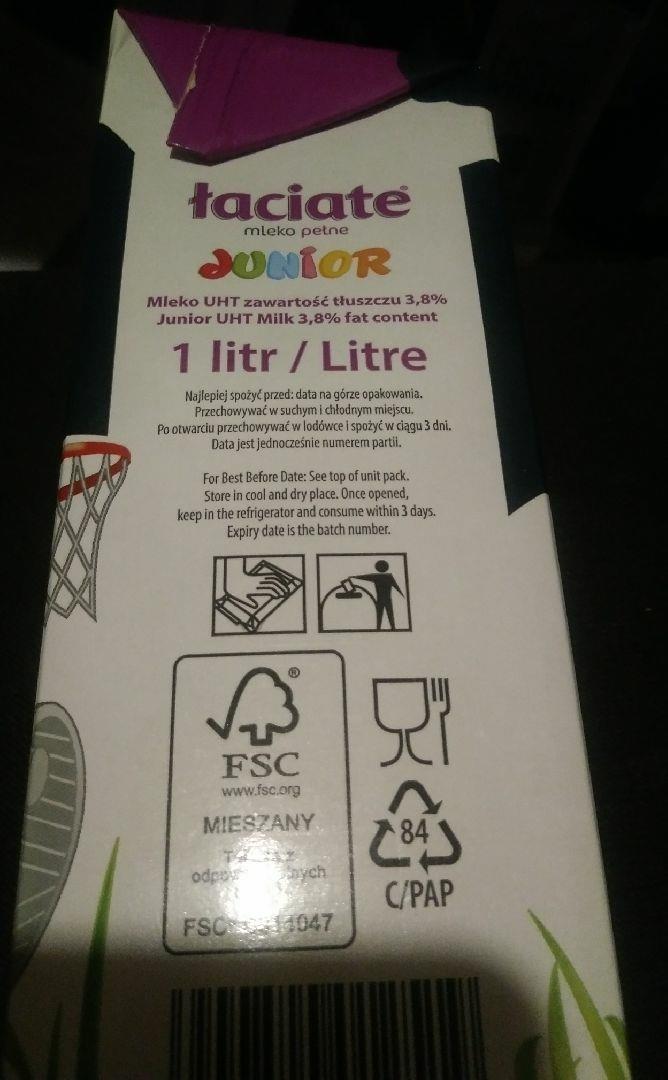 łaciate®
mleko pełne
JUNIOR
Mleko UHT zawartość tłuszczu 3,8%
Junior UHT Milk 3,8% fat content
1 litr / Litre
Najlepiej spożyć przed: data na górze opakowania.
Przechowywać w suchym i chłodnym miejscu.
Po otwarciu przechowywać w lodówce i spożyć w ciągu 3 dni.
Data jest jednocześnie numerem partii.
For Best Before Date: See top of unit pack.
Store in cool and dry place. Once opened,
keep in the refrigerator and consume within 3 days.
Expiry date is the batch number.
®
FSC
www.fsc.org
MIESZANY
84
C/PAP